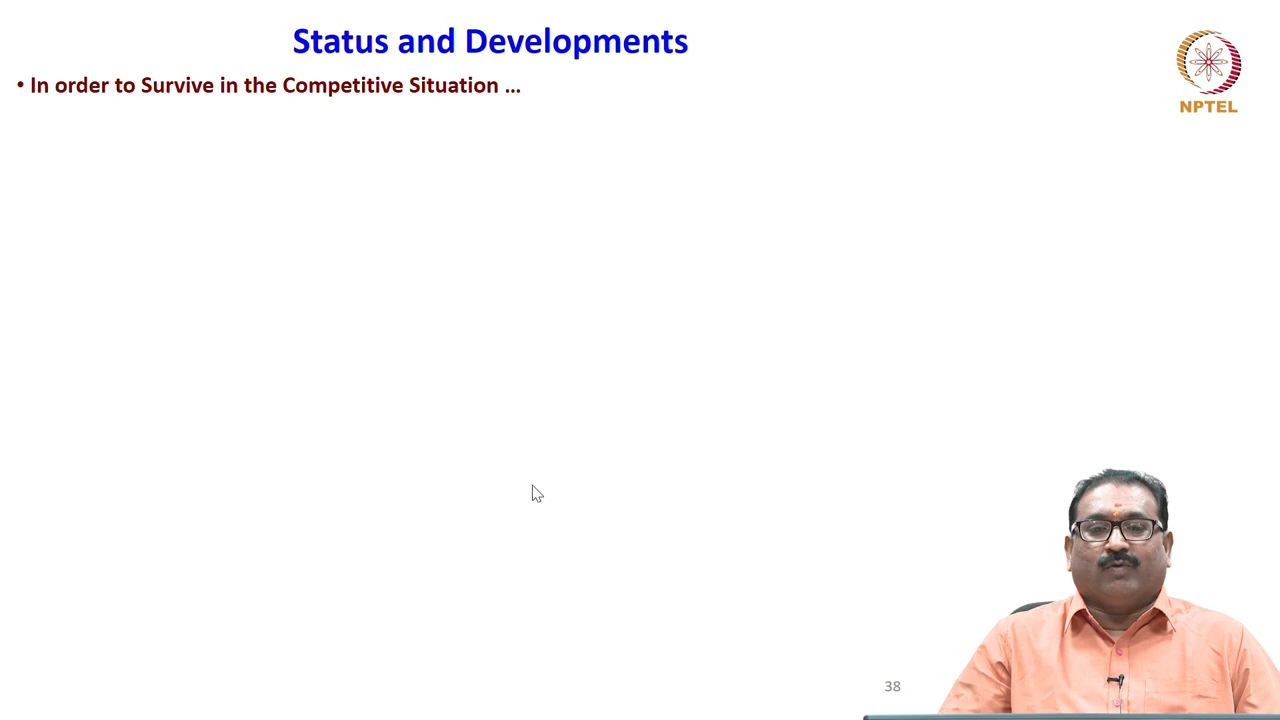 Status and Developments
• In order to Survive in the Competitive Situation ...
NPTEL
38